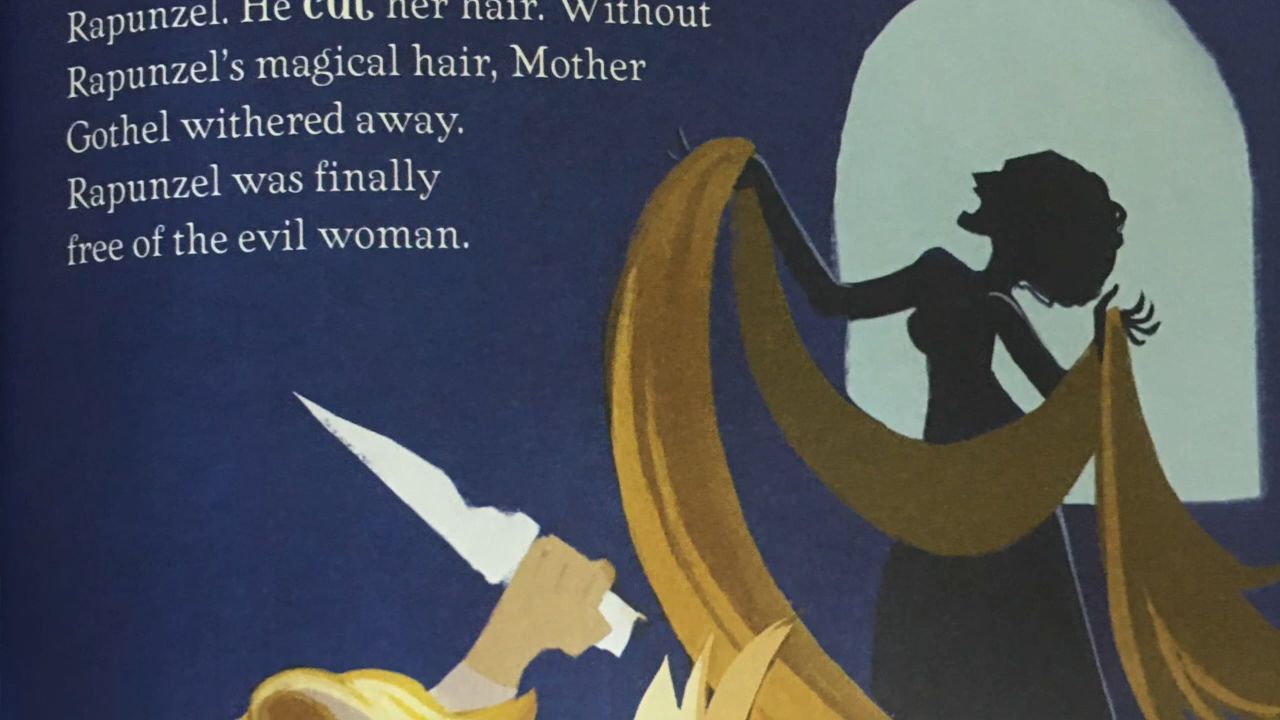 Rapunzel. He cut her hair. Without
Rapunzel’s magical hair, Mother
Gothel withered away.
Rapunzel was finally
free of the evil woman.